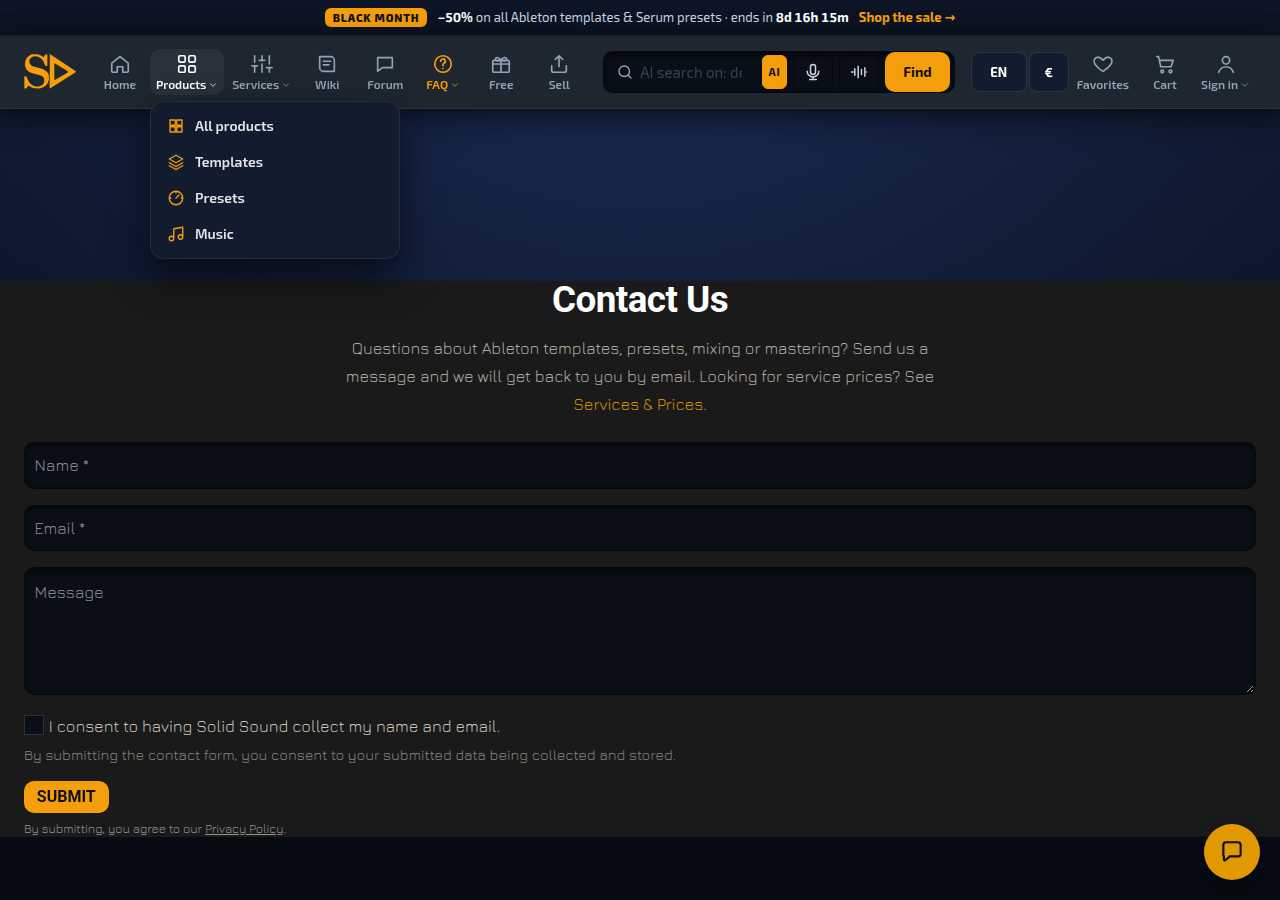 BLACK MONTH −50% on all Ableton templates & Serum presets · ends in 8d 16h 15m Shop the sale →
S
Home Products Services Wiki Forum FAQ Free Sell AI search on: dr AI Find EN € Favorites Cart Sign in
All products
Templates
Presets
Music
Contact Us
Questions about Ableton templates, presets, mixing or mastering? Send us a
message and we will get back to you by email. Looking for service prices? See
Services & Prices.
Name *
Email *
Message
I consent to having Solid Sound collect my name and email.
By submitting the contact form, you consent to your submitted data being collected and stored.
SUBMIT
By submitting, you agree to our Privacy Policy.